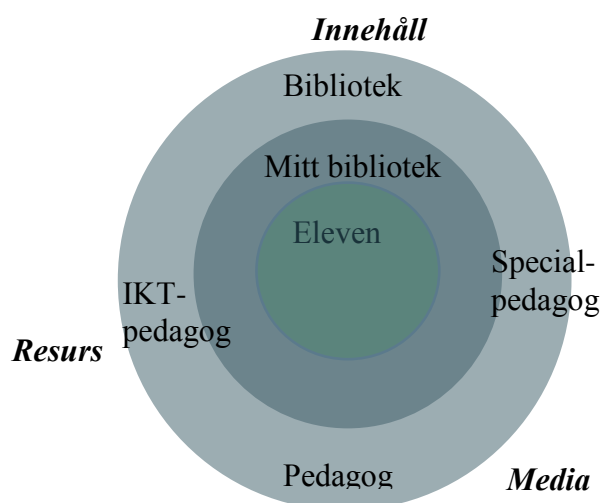 Innehåll
Bibliotek
Mitt bibliotek
Eleven
Special-
pedagog
IKT-
pedagog
Resurs
Pedagog
Media